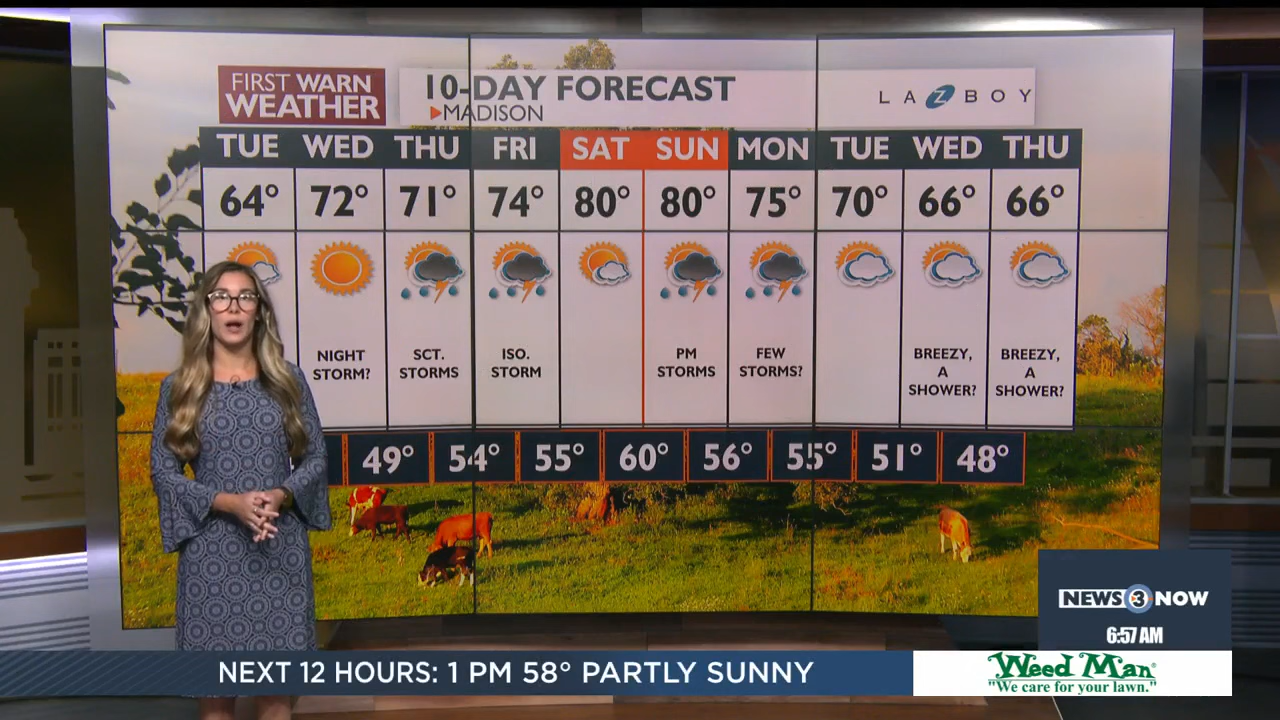 FIRST WARN
WEATHER
10-DAY FORECAST
MADISON
LA Z BOY
TUE WED THU FRI SAT SUN MON TUE WED THU
64° 72° 71° 74° 80° 80° 75° 70° 66° 66°
NIGHT
STORM?
SCT.
STORMS
ISO.
STORM
PM
STORMS
FEW
STORMS?
BREEZY,
A
SHOWER?
BREEZY,
A
SHOWER?
49° 54° 55° 60° 56° 55° 51° 48°
NEWS 3 NOW
6:57 AM
NEXT 12 HOURS: 1 PM 58° PARTLY SUNNY
Weed Man®
"We care for your lawn."